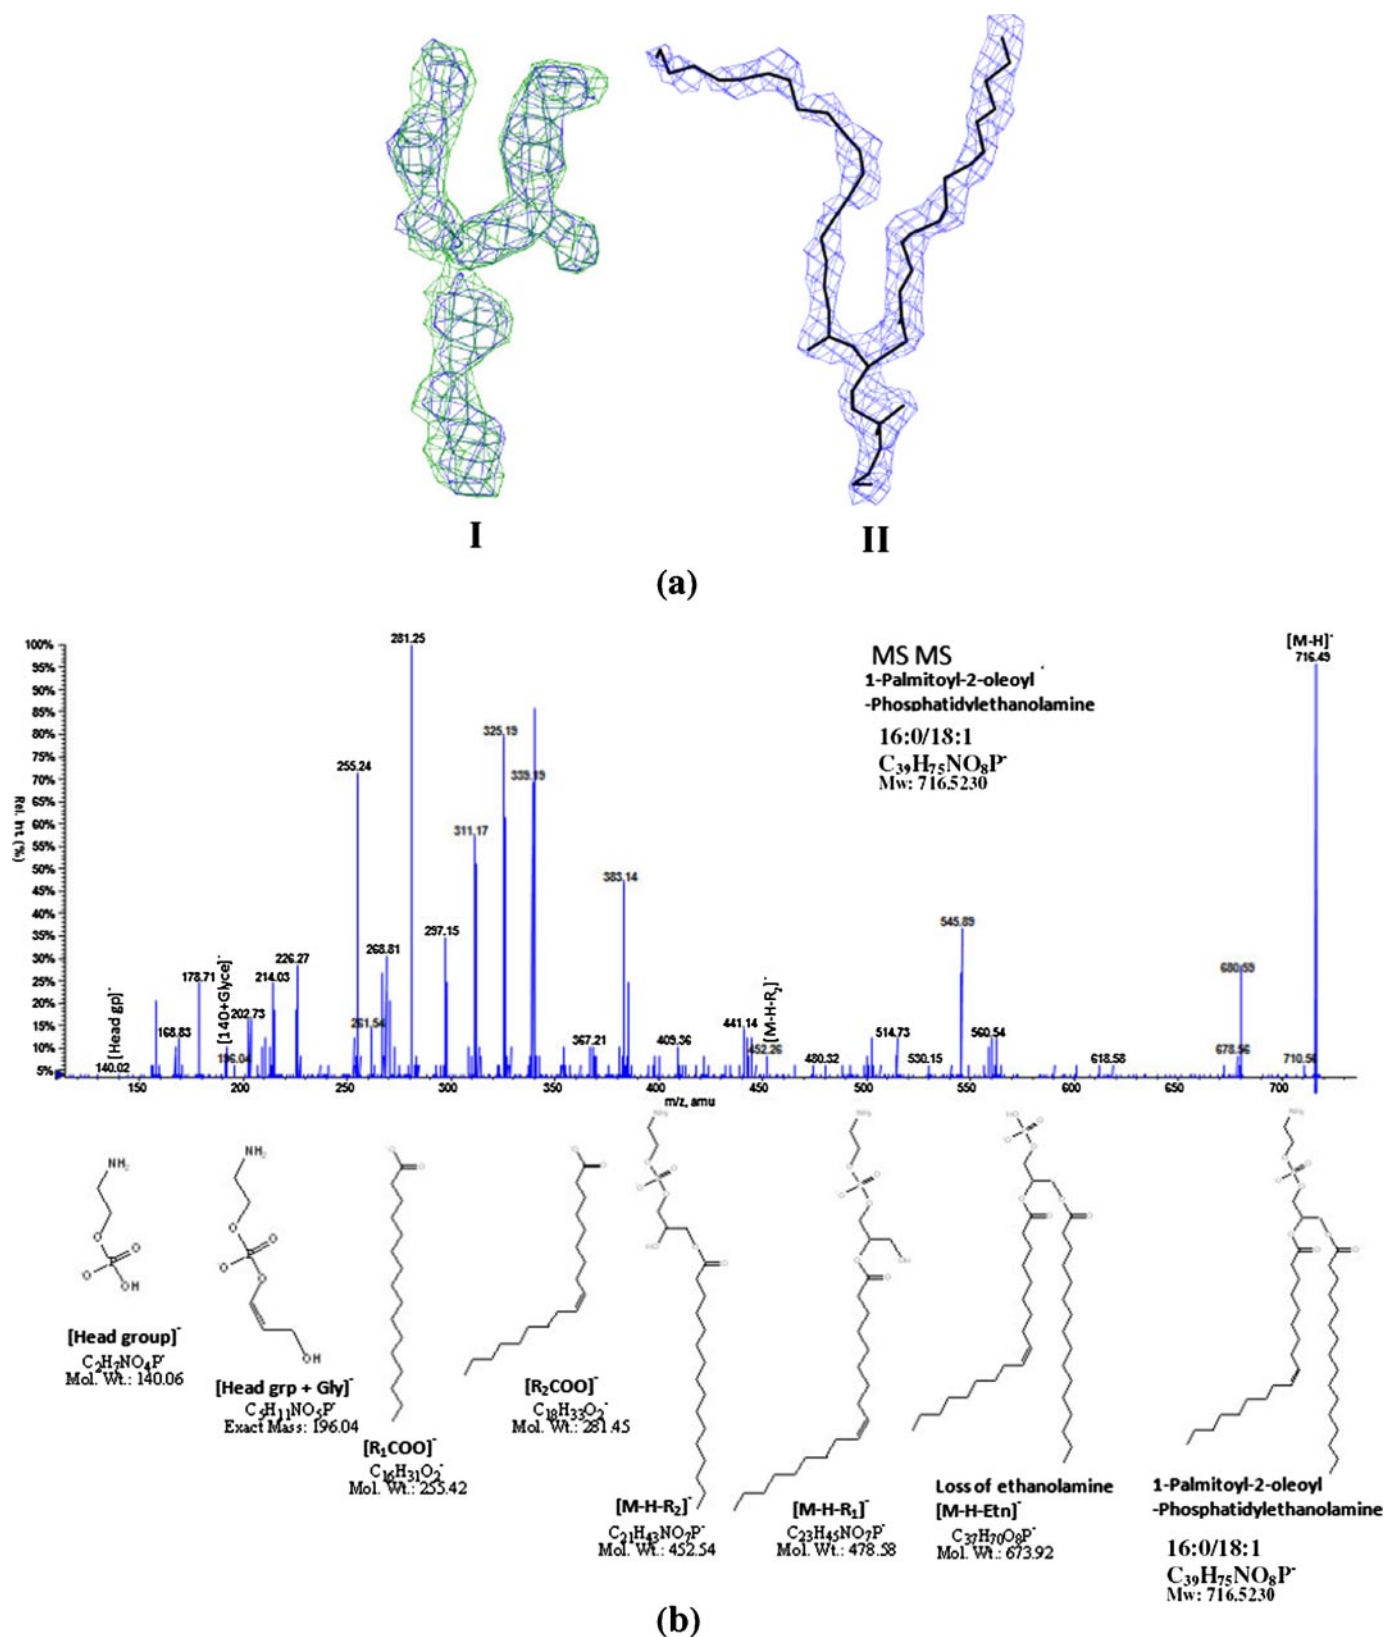 I
II
(a)
100%
95%
90%
85%
80%
75%
70%
65%
60%
55%
50%
45%
40%
35%
30%
25%
20%
15%
10%
5%
Rel. Int. (%)
MS MS
1-Palmitoyl-2-oleoyl
-Phosphatidylethanolamine
16:0/18:1
C39H75NO8P-
Mw: 716.5230
[M-H]-
716.49
281.25
325.19
339.19
255.24
311.17
383.14
297.15
545.89
268.81
226.27
680.59
178.71
214.03
[Head gp]-
[140+Glyce]-
202.73
168.83
261.54
441.14
[M-H-R2]-
514.73
560.54
140.02
196.04
367.21
409.36
452.26
480.32
530.15
618.58
678.56
710.56
150
200
250
300
350
400
450
500
550
600
650
700
m/z, amu
NH2
O
P
O
O-
OH
NH2
O
P
O
O-
O
OH
[Head group]-
C2H7NO4P-
Mol. Wt.: 140.06
[Head grp + Gly]-
C5H11NO5P-
Exact Mass: 196.04
[R1COO]-
C16H31O2-
Mol. Wt.: 255.42
[R2COO]-
C18H33O2-
Mol. Wt.: 281.45
[M-H-R2]-
C21H43NO7P-
Mol. Wt.: 452.54
[M-H-R1]-
C23H45NO7P-
Mol. Wt.: 478.58
Loss of ethanolamine
[M-H-Etn]-
C37H70O8P-
Mol. Wt.: 673.92
1-Palmitoyl-2-oleoyl
-Phosphatidylethanolamine
16:0/18:1
C39H75NO8P-
Mw: 716.5230
(b)